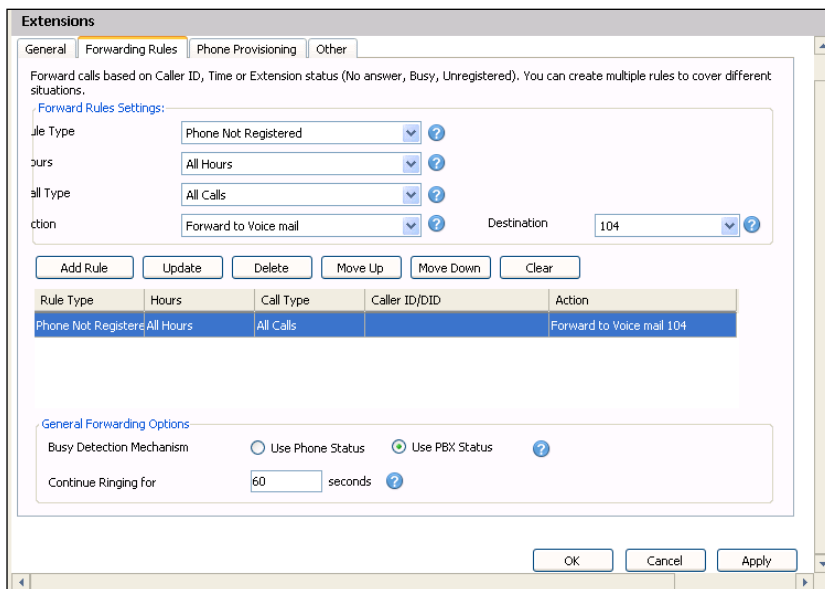 Extensions
General Forwarding Rules Phone Provisioning Other
Forward calls based on Caller ID, Time or Extension status (No answer, Busy, Unregistered). You can create multiple rules to cover different
situations.
Forward Rules Settings:
ule Type Phone Not Registered ?
ours All Hours ?
all Type All Calls ?
ction Forward to Voice mail ? Destination 104 ?
Add Rule Update Delete Move Up Move Down Clear
Rule Type Hours Call Type Caller ID/DID Action
Phone Not Registere All Hours All Calls Forward to Voice mail 104
General Forwarding Options
Busy Detection Mechanism Use Phone Status Use PBX Status ?
Continue Ringing for 60 seconds ?
OK Cancel Apply